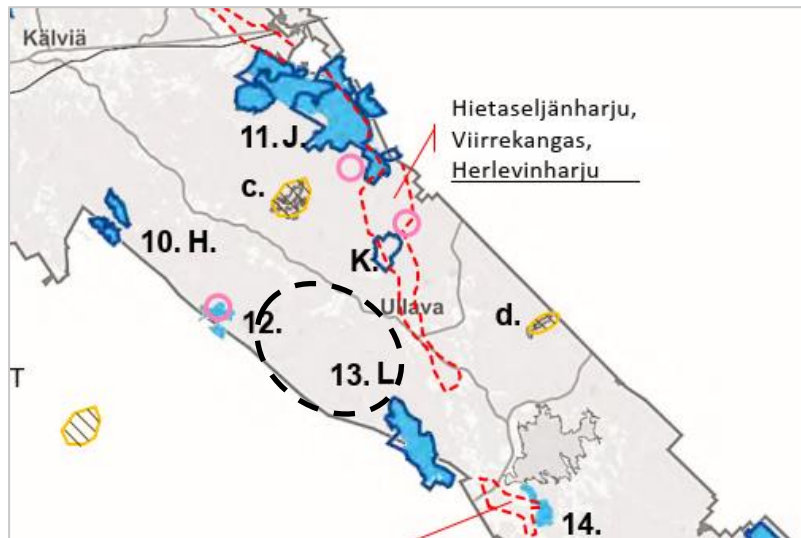 Kälviä
Hietaseljänharju,
Viirrekangas,
Herlevinharju
11. J.
c.
10. H.
K.
12.
Ullava
d.
13. L
T
14.